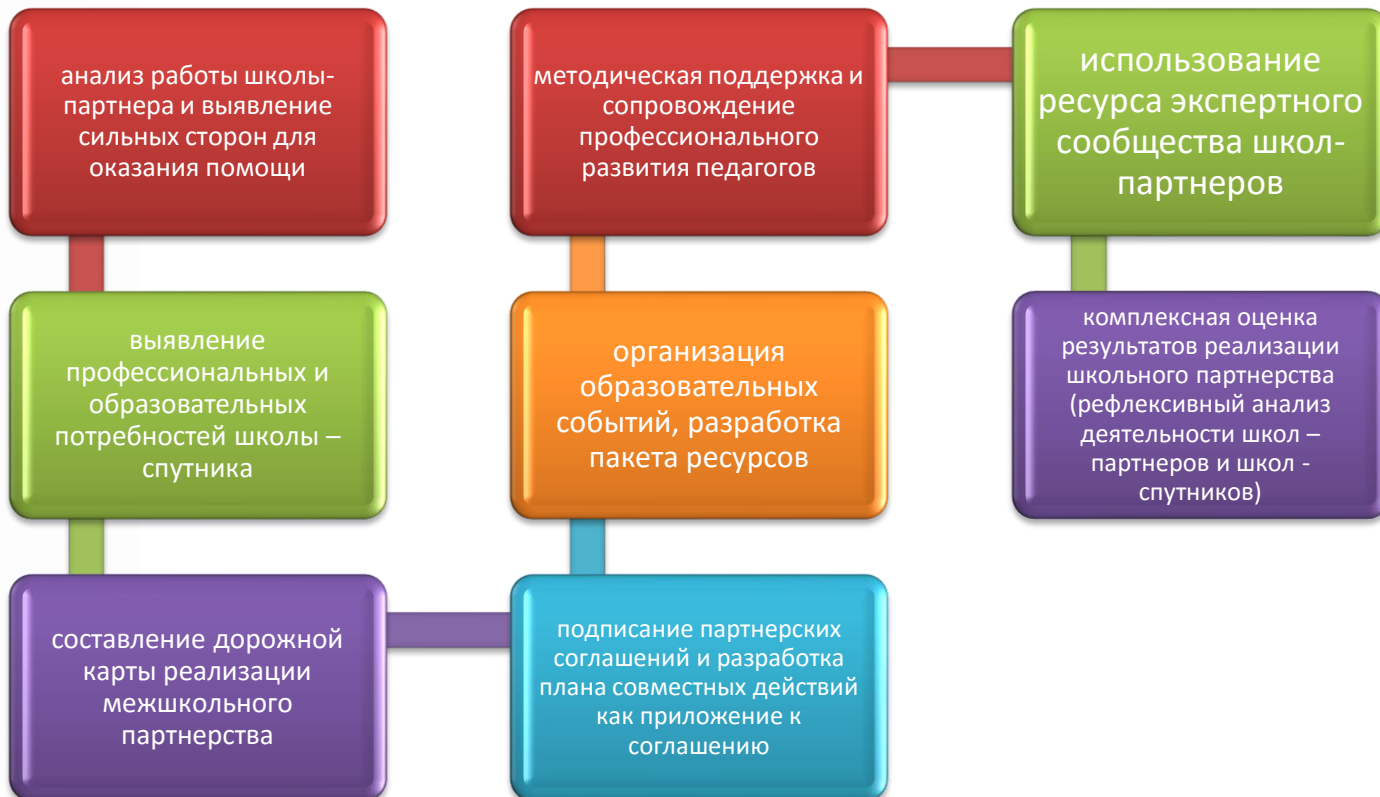 анализ работы школы-
партнера и выявление
сильных сторон для
оказания помощи
выявление
профессиональных и
образовательных
потребностей школы –
спутника
составление дорожной
карты реализации
межшкольного
партнерства
подписание партнерских
соглашений и разработка
плана совместных действий
как приложение к
соглашению
организация
образовательных
событий, разработка
пакета ресурсов
методическая поддержка и
сопровождение
профессионального
развития педагогов
использование
ресурса экспертного
сообщества школ-
партнеров
комплексная оценка
результатов реализации
школьного партнерства
(рефлексивный анализ
деятельности школ –
партнеров и школ -
спутников)